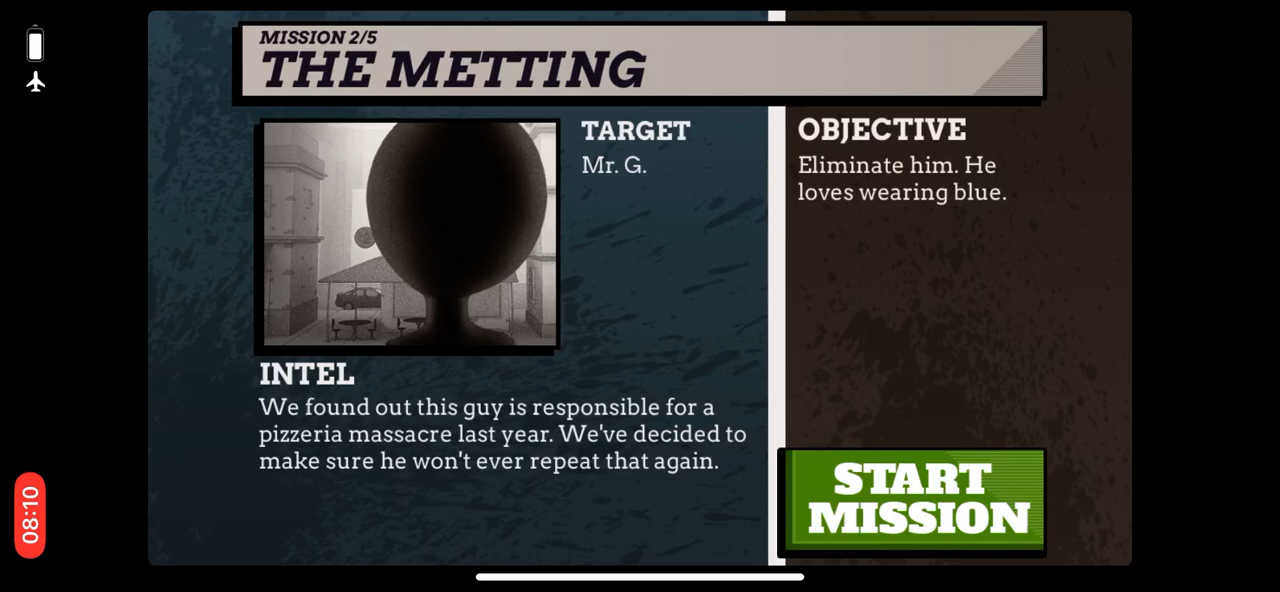 MISSION 2/5
THE METTING
TARGET
Mr. G.
INTEL
We found out this guy is responsible for a
pizzeria massacre last year. We've decided to
make sure he won't ever repeat that again.
OBJECTIVE
Eliminate him. He
loves wearing blue.
START
MISSION
08:10